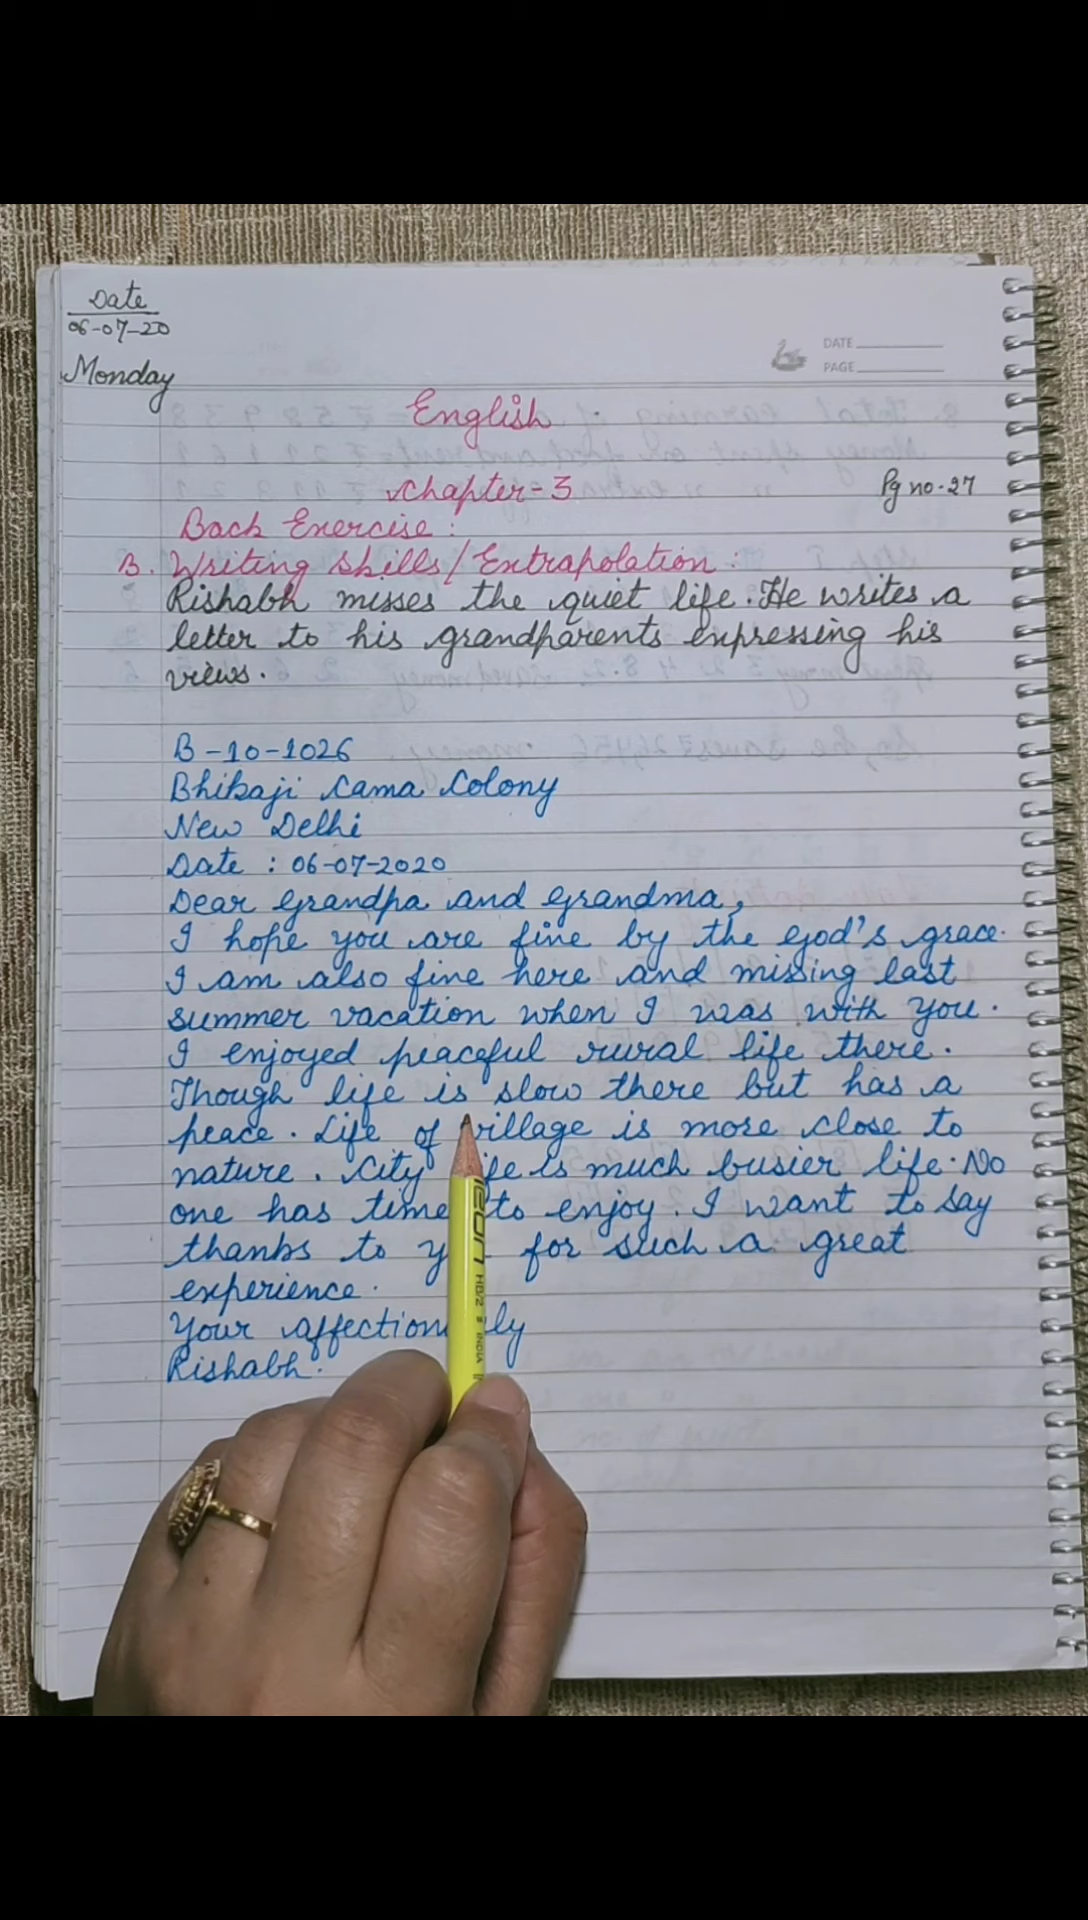 Date
06-07-20
Monday
DATE
PAGE
English
Chapter-3
Pg no-27
Back Exercise:
B. Writing skills/Extrapolation:
Rishabh misses the quiet life. He writes a
letter to his grandparents expressing his
views.
B-10-1026
Bhikaji Cama Colony
New Delhi
Date : 06-07-2020
Dear Grandpa and Grandma,
I hope you are fine by the god's grace.
I am also fine here and missing last
summer vacation when I was with you.
I enjoyed peaceful rural life there.
Though life is slow there but has a
peace. Life of village is more close to
nature. City life is much busier life. No
one has time to enjoy. I want to say
thanks to for such a great
experience.
Your
Rishabh.
HB/2 = INDIA